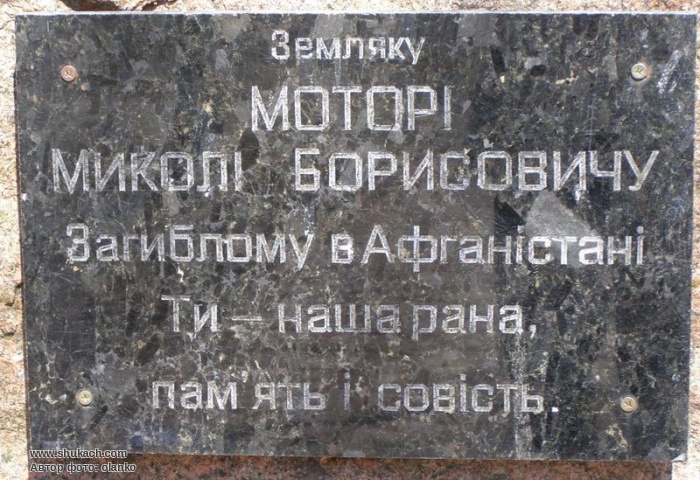 Земляку
МОТОРІ
МИКОЛІ БОРИСОВИЧУ
Загиблому в Афганістані
Ти – наша рана,
пам'ять і совість.
www.shukach.com
Автор фото: olanko